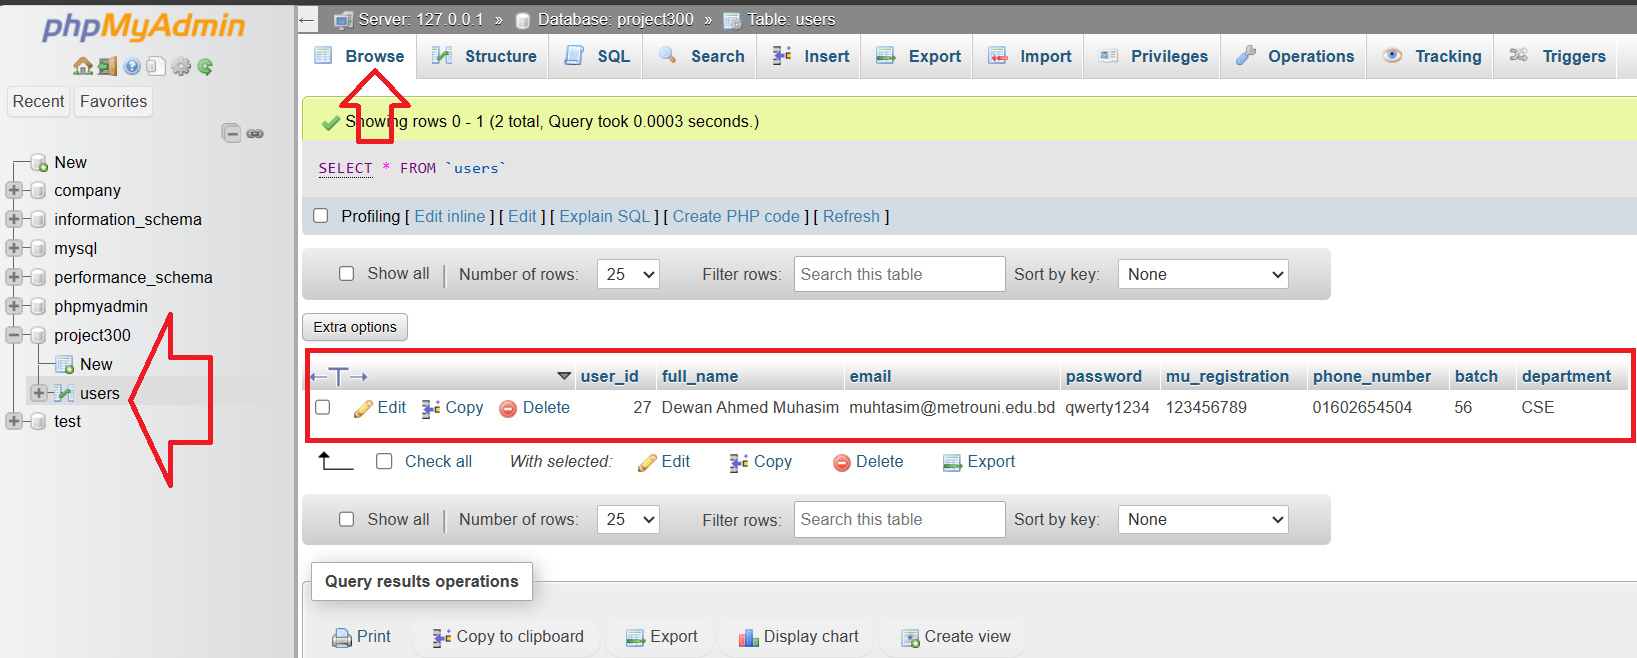 phpMyAdmin
Recent Favorites
New
company
information_schema
mysql
performance_schema
phpmyadmin
project300
New
users
test
Server: 127.0.0.1 » Database: project300 » Table: users
Browse Structure SQL Search Insert Export Import Privileges Operations Tracking Triggers
Showing rows 0 - 1 (2 total, Query took 0.0003 seconds.)
SELECT * FROM `users`
Profiling [ Edit inline ] [ Edit ] [ Explain SQL ] [ Create PHP code ] [ Refresh ]
Show all Number of rows: 25 Filter rows: Search this table Sort by key: None
Extra options
user_id full_name email password mu_registration phone_number batch department
Edit Copy Delete 27 Dewan Ahmed Muhasim muhtasim@metrouni.edu.bd qwerty1234 123456789 01602654504 56 CSE
Check all With selected: Edit Copy Delete Export
Show all Number of rows: 25 Filter rows: Search this table Sort by key: None
Query results operations
Print Copy to clipboard Export Display chart Create view